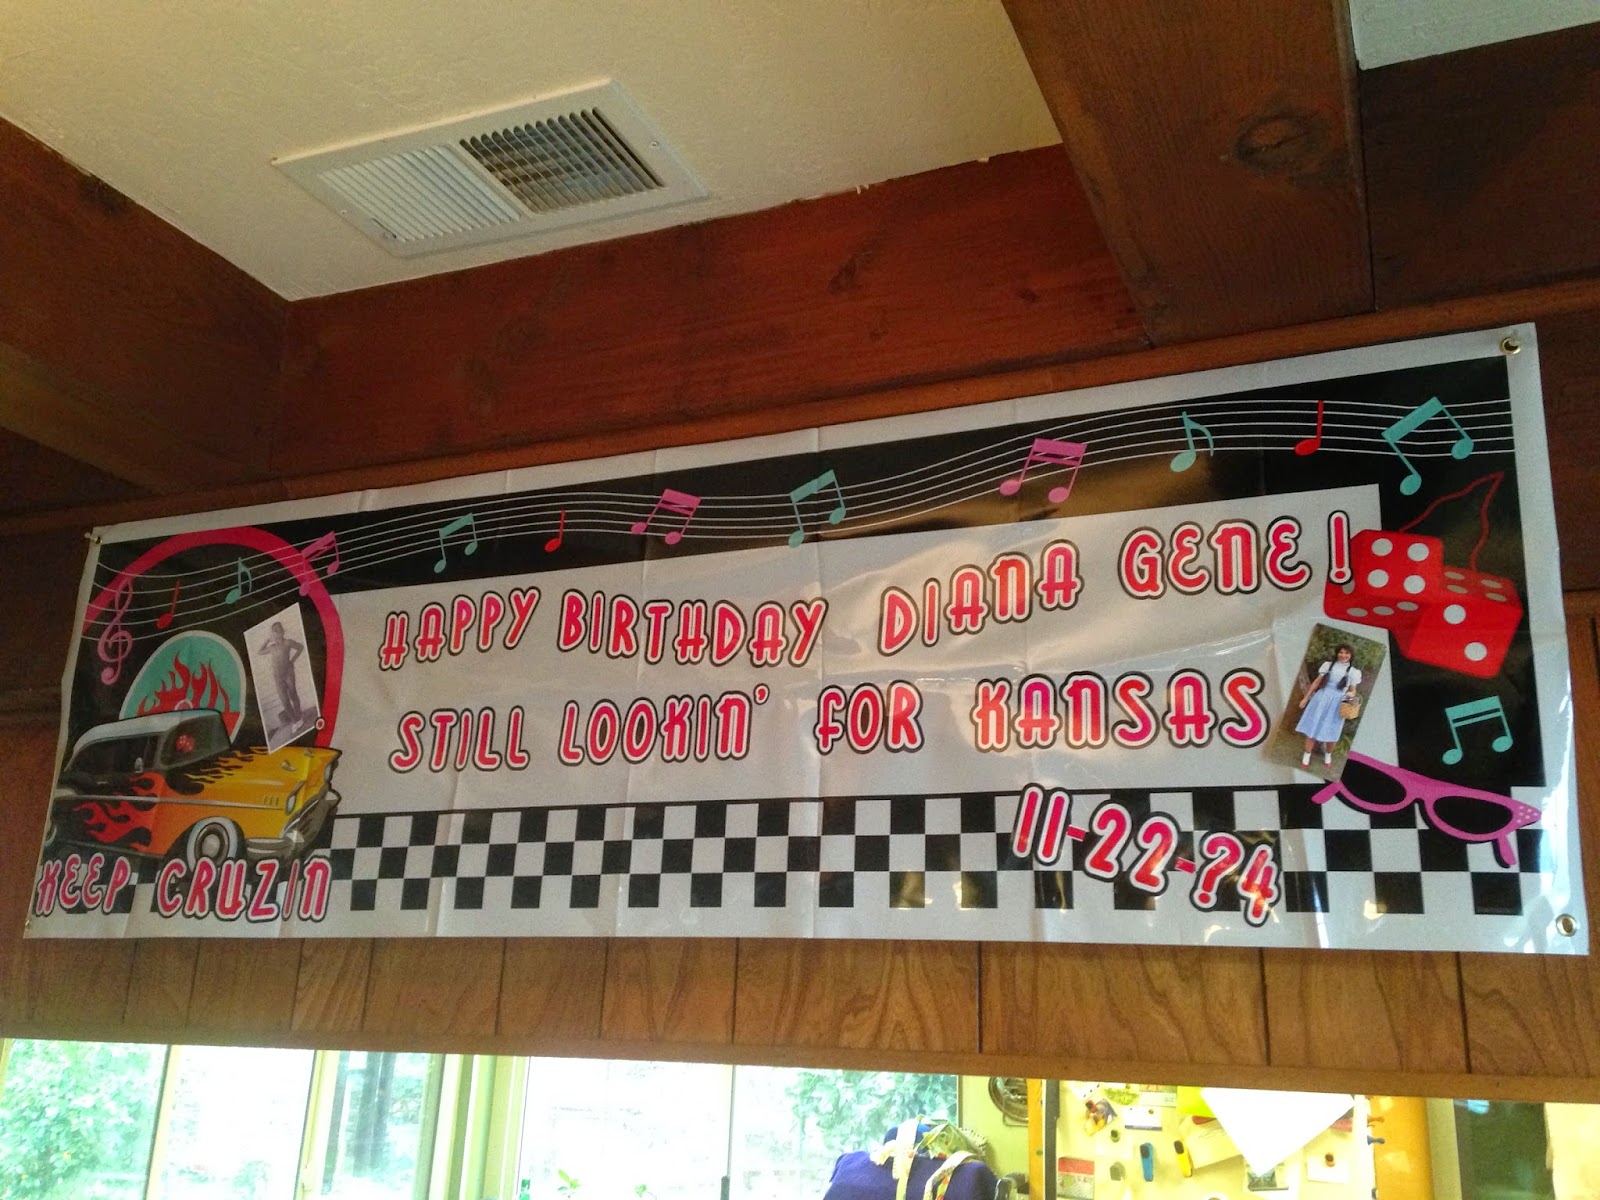 HAPPY BIRTHDAY DIANA GENE!
STILL LOOKIN' FOR KANSAS
11-22-?4
KEEP CRUZIN